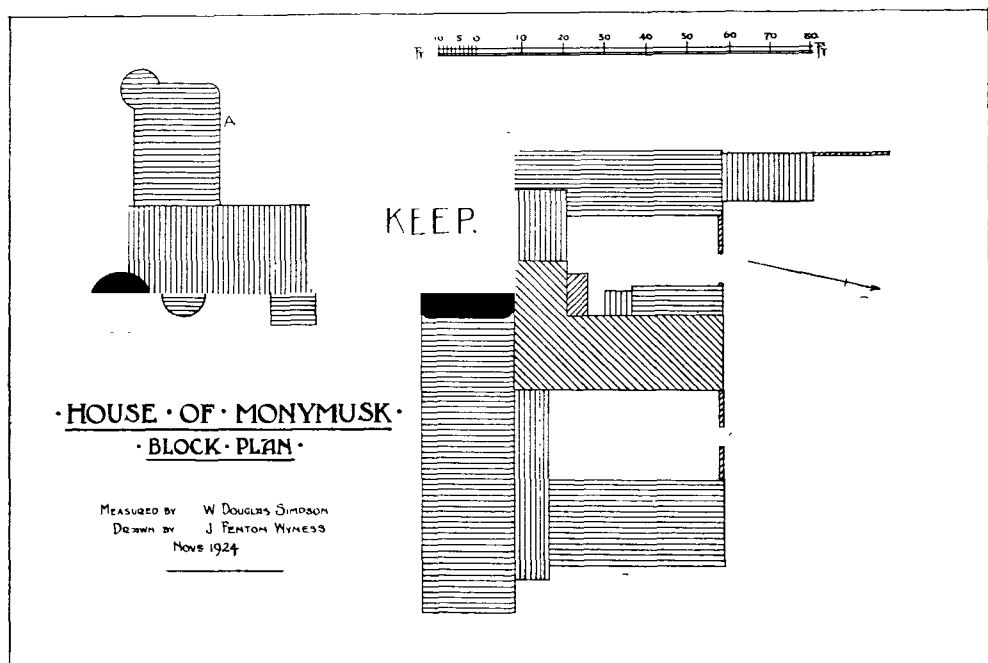 10 5 0 10 20 30 40 50 60 70 80
FT FT
A
KEEP.
· HOUSE · OF · MONYMUSK ·
· BLOCK · PLAN ·
MEASURED BY W DOUGLAS SIMPSON
DRAWN BY J FENTON WYNESS
NOVR 1924